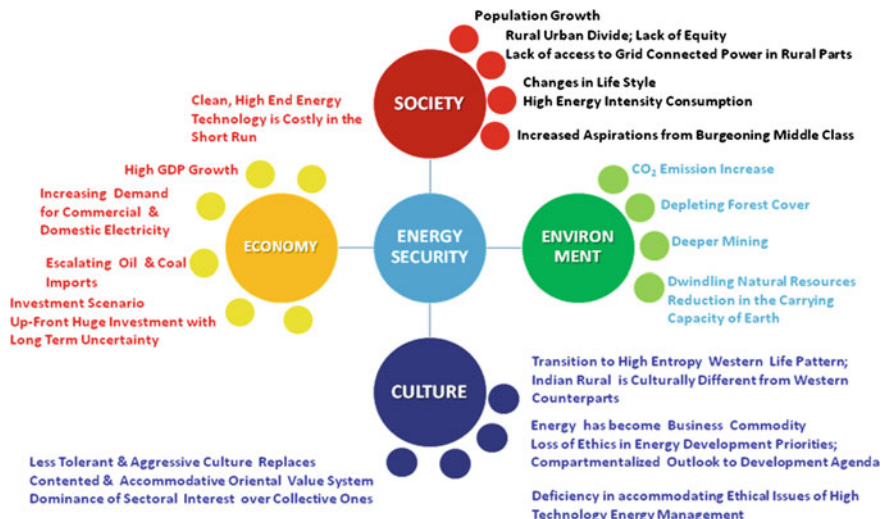 Population Growth
Rural Urban Divide; Lack of Equity
Lack of access to Grid Connected Power in Rural Parts
Changes in Life Style
High Energy Intensity Consumption
Increased Aspirations from Burgeoning Middle Class
SOCIETY
Clean, High End Energy
Technology is Costly in the
Short Run
High GDP Growth
Increasing Demand
for Commercial &
Domestic Electricity
Escalating Oil & Coal
Imports
Investment Scenario
Up-Front Huge Investment with
Long Term Uncertainty
ECONOMY
ENERGY
SECURITY
ENVIRON
MENT
CO₂ Emission Increase
Depleting Forest Cover
Deeper Mining
Dwindling Natural Resources
Reduction in the Carrying
Capacity of Earth
CULTURE
Transition to High Entropy Western Life Pattern;
Indian Rural is Culturally Different from Western
Counterparts
Energy has become Business Commodity
Loss of Ethics in Energy Development Priorities;
Compartmentalized Outlook to Development Agenda
Deficiency in accommodating Ethical Issues of High
Technology Energy Management
Less Tolerant & Aggressive Culture Replaces
Contented & Accommodative Oriental Value System
Dominance of Sectoral Interest over Collective Ones